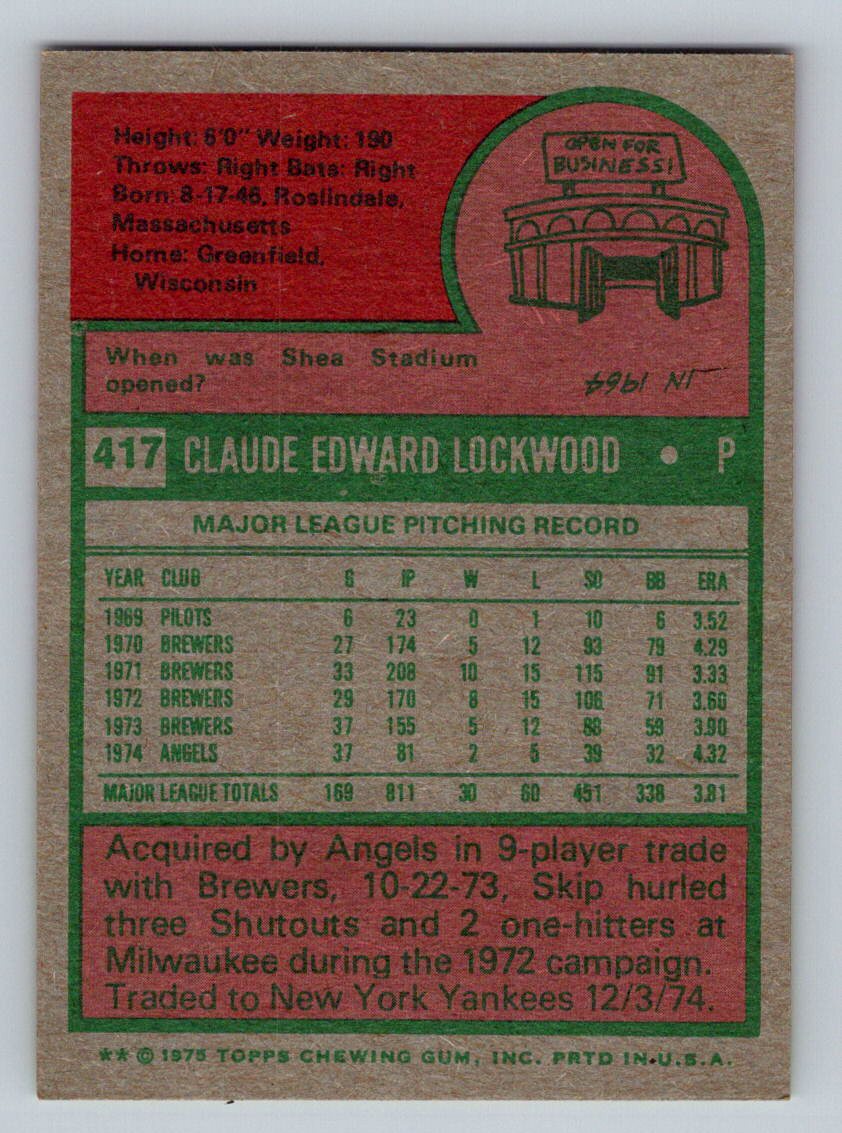 Height: 6'0" Weight: 190
Throws: Right Bats: Right
Born: 8-17-46, Roslindale,
Massachusetts
Home: Greenfield,
Wisconsin
OPEN FOR
BUSINESS!
When was Shea Stadium
opened?
IN 1964
417 CLAUDE EDWARD LOCKWOOD • P
MAJOR LEAGUE PITCHING RECORD
YEAR CLUB G IP W L SO BB ERA
1969 PILOTS 6 23 0 1 10 6 3.52
1970 BREWERS 27 174 5 12 93 79 4.29
1971 BREWERS 33 208 10 15 115 91 3.33
1972 BREWERS 29 170 8 15 106 71 3.60
1973 BREWERS 37 155 5 12 88 59 3.90
1974 ANGELS 37 81 2 5 39 32 4.32
MAJOR LEAGUE TOTALS 169 811 30 60 451 338 3.81
Acquired by Angels in 9-player trade
with Brewers, 10-22-73, Skip hurled
three Shutouts and 2 one-hitters at
Milwaukee during the 1972 campaign.
Traded to New York Yankees 12/3/74.
** © 1975 TOPPS CHEWING GUM, INC. PRTD IN U.S.A.